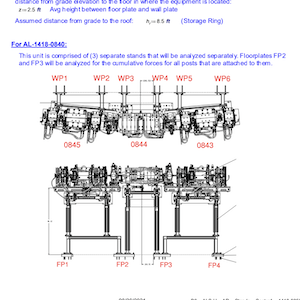 distance from grade elevation to the floor in where the equipment is located:
z=2.5 ft Avg height between floor plate and wall plate
Assumed distance from grade to the roof: hr=8.5 ft (Storage Ring)
For AL-1418-0840:
This unit is comprised of (3) separate stands that will be analyzed separately. Floorplates FP2
and FP3 will be analyzed for the cumulative forces for all posts that are attached to them.
WP1 WP2 WP3 WP4 WP5 WP6
0845 0844 0843
FP1 FP2 FP3 FP4